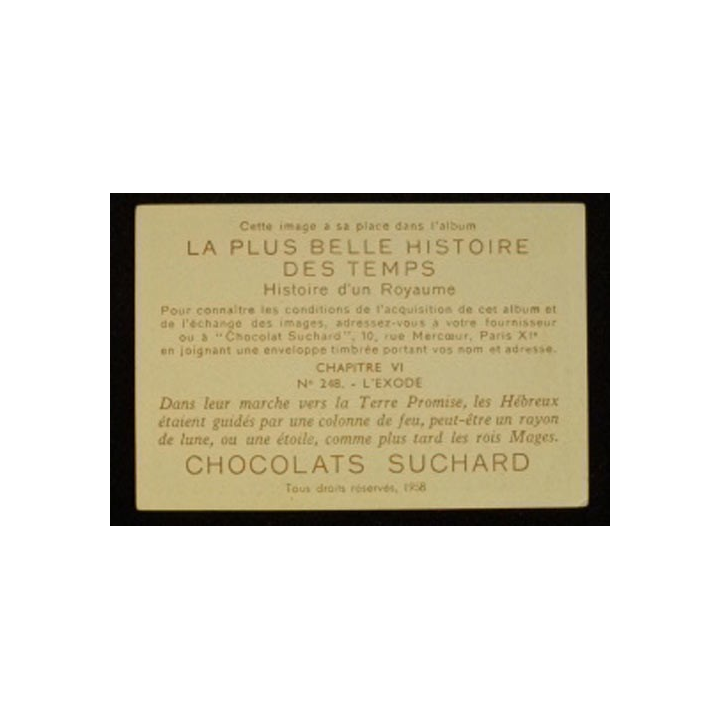 Cette image a sa place dans l'album
LA PLUS BELLE HISTOIRE
DES TEMPS
Histoire d'un Royaume
Pour connaître les conditions de l'acquisition de cet album et
de l'échange des images, adressez-vous à votre fournisseur
ou à "Chocolat Suchard", 10, rue Mercœur, Paris XIe
en joignant une enveloppe timbrée portant vos nom et adresse.
CHAPITRE VI
N° 248. - L'EXODE
Dans leur marche vers la Terre Promise, les Hébreux
étaient guidés par une colonne de feu, peut-être un rayon
de lune, ou une étoile, comme plus tard les rois Mages.
CHOCOLATS SUCHARD
Tous droits réservés, 1958